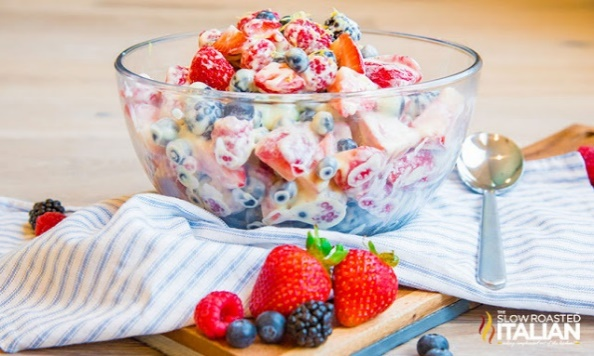 THE
SLOW ROASTED
ITALIAN